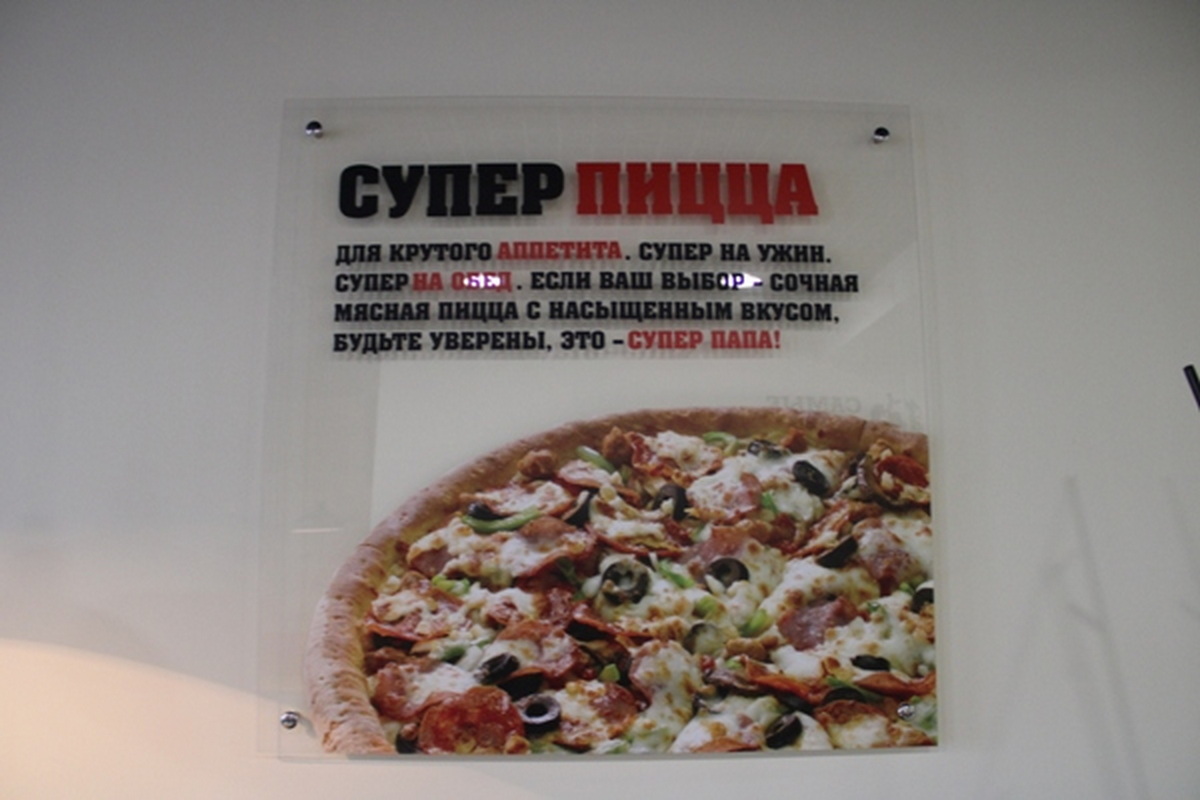 СУПЕР ПИЦЦА
ДЛЯ КРУТОГО АППЕТИТА. СУПЕР НА УЖИН.
СУПЕР НА ОБЕД. ЕСЛИ ВАШ ВЫБОР - СОЧНАЯ
МЯСНАЯ ПИЦЦА С НАСЫЩЕННЫМ ВКУСОМ,
БУДЬТЕ УВЕРЕНЫ, ЭТО - СУПЕР ПАПА!